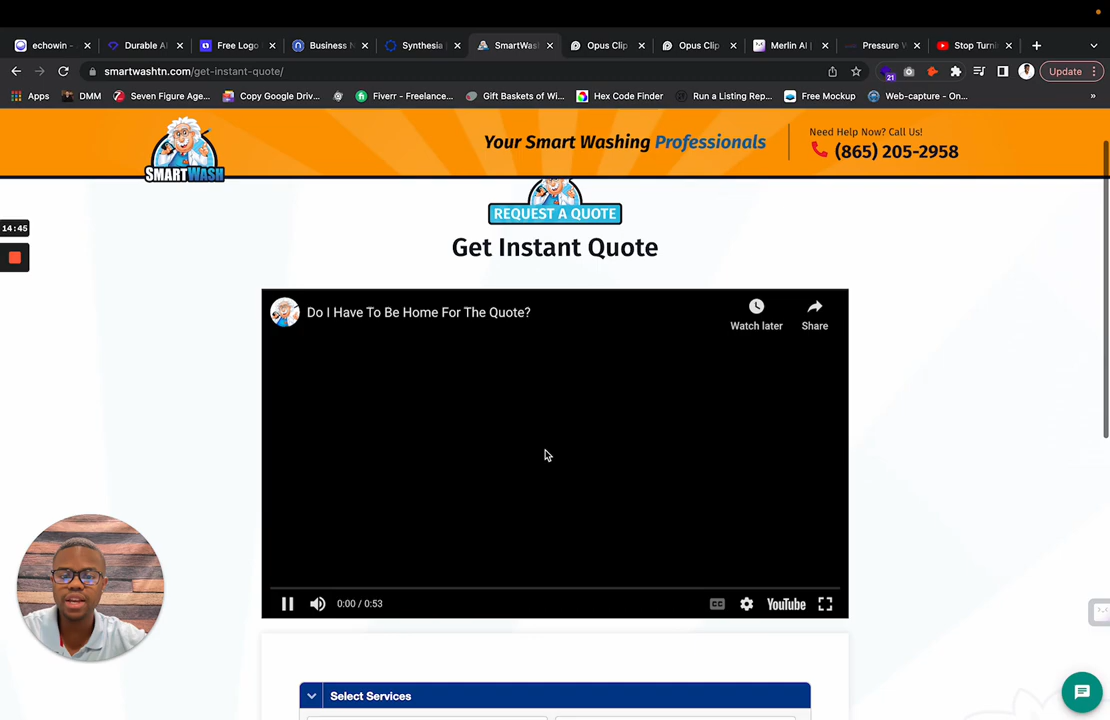 echowin -
Durable A
Free Logo
Business N
Synthesia
SmartWas
Opus Clip
Opus Clip
Merlin AI |
Pressure W
Stop Turni
smartwashtn.com/get-instant-quote/
21
Update
Apps
DMM
Seven Figure Age...
Copy Google Driv...
Fiverr - Freelance...
Gift Baskets of Wi...
Hex Code Finder
Run a Listing Rep...
Free Mockup
Web-capture - On...
»
SMARTWASH
Your Smart Washing Professionals
Need Help Now? Call Us!
(865) 205-2958
14:45
REQUEST A QUOTE
Get Instant Quote
Do I Have To Be Home For The Quote?
Watch later
Share
0:00 / 0:53
CC
YouTube
Select Services